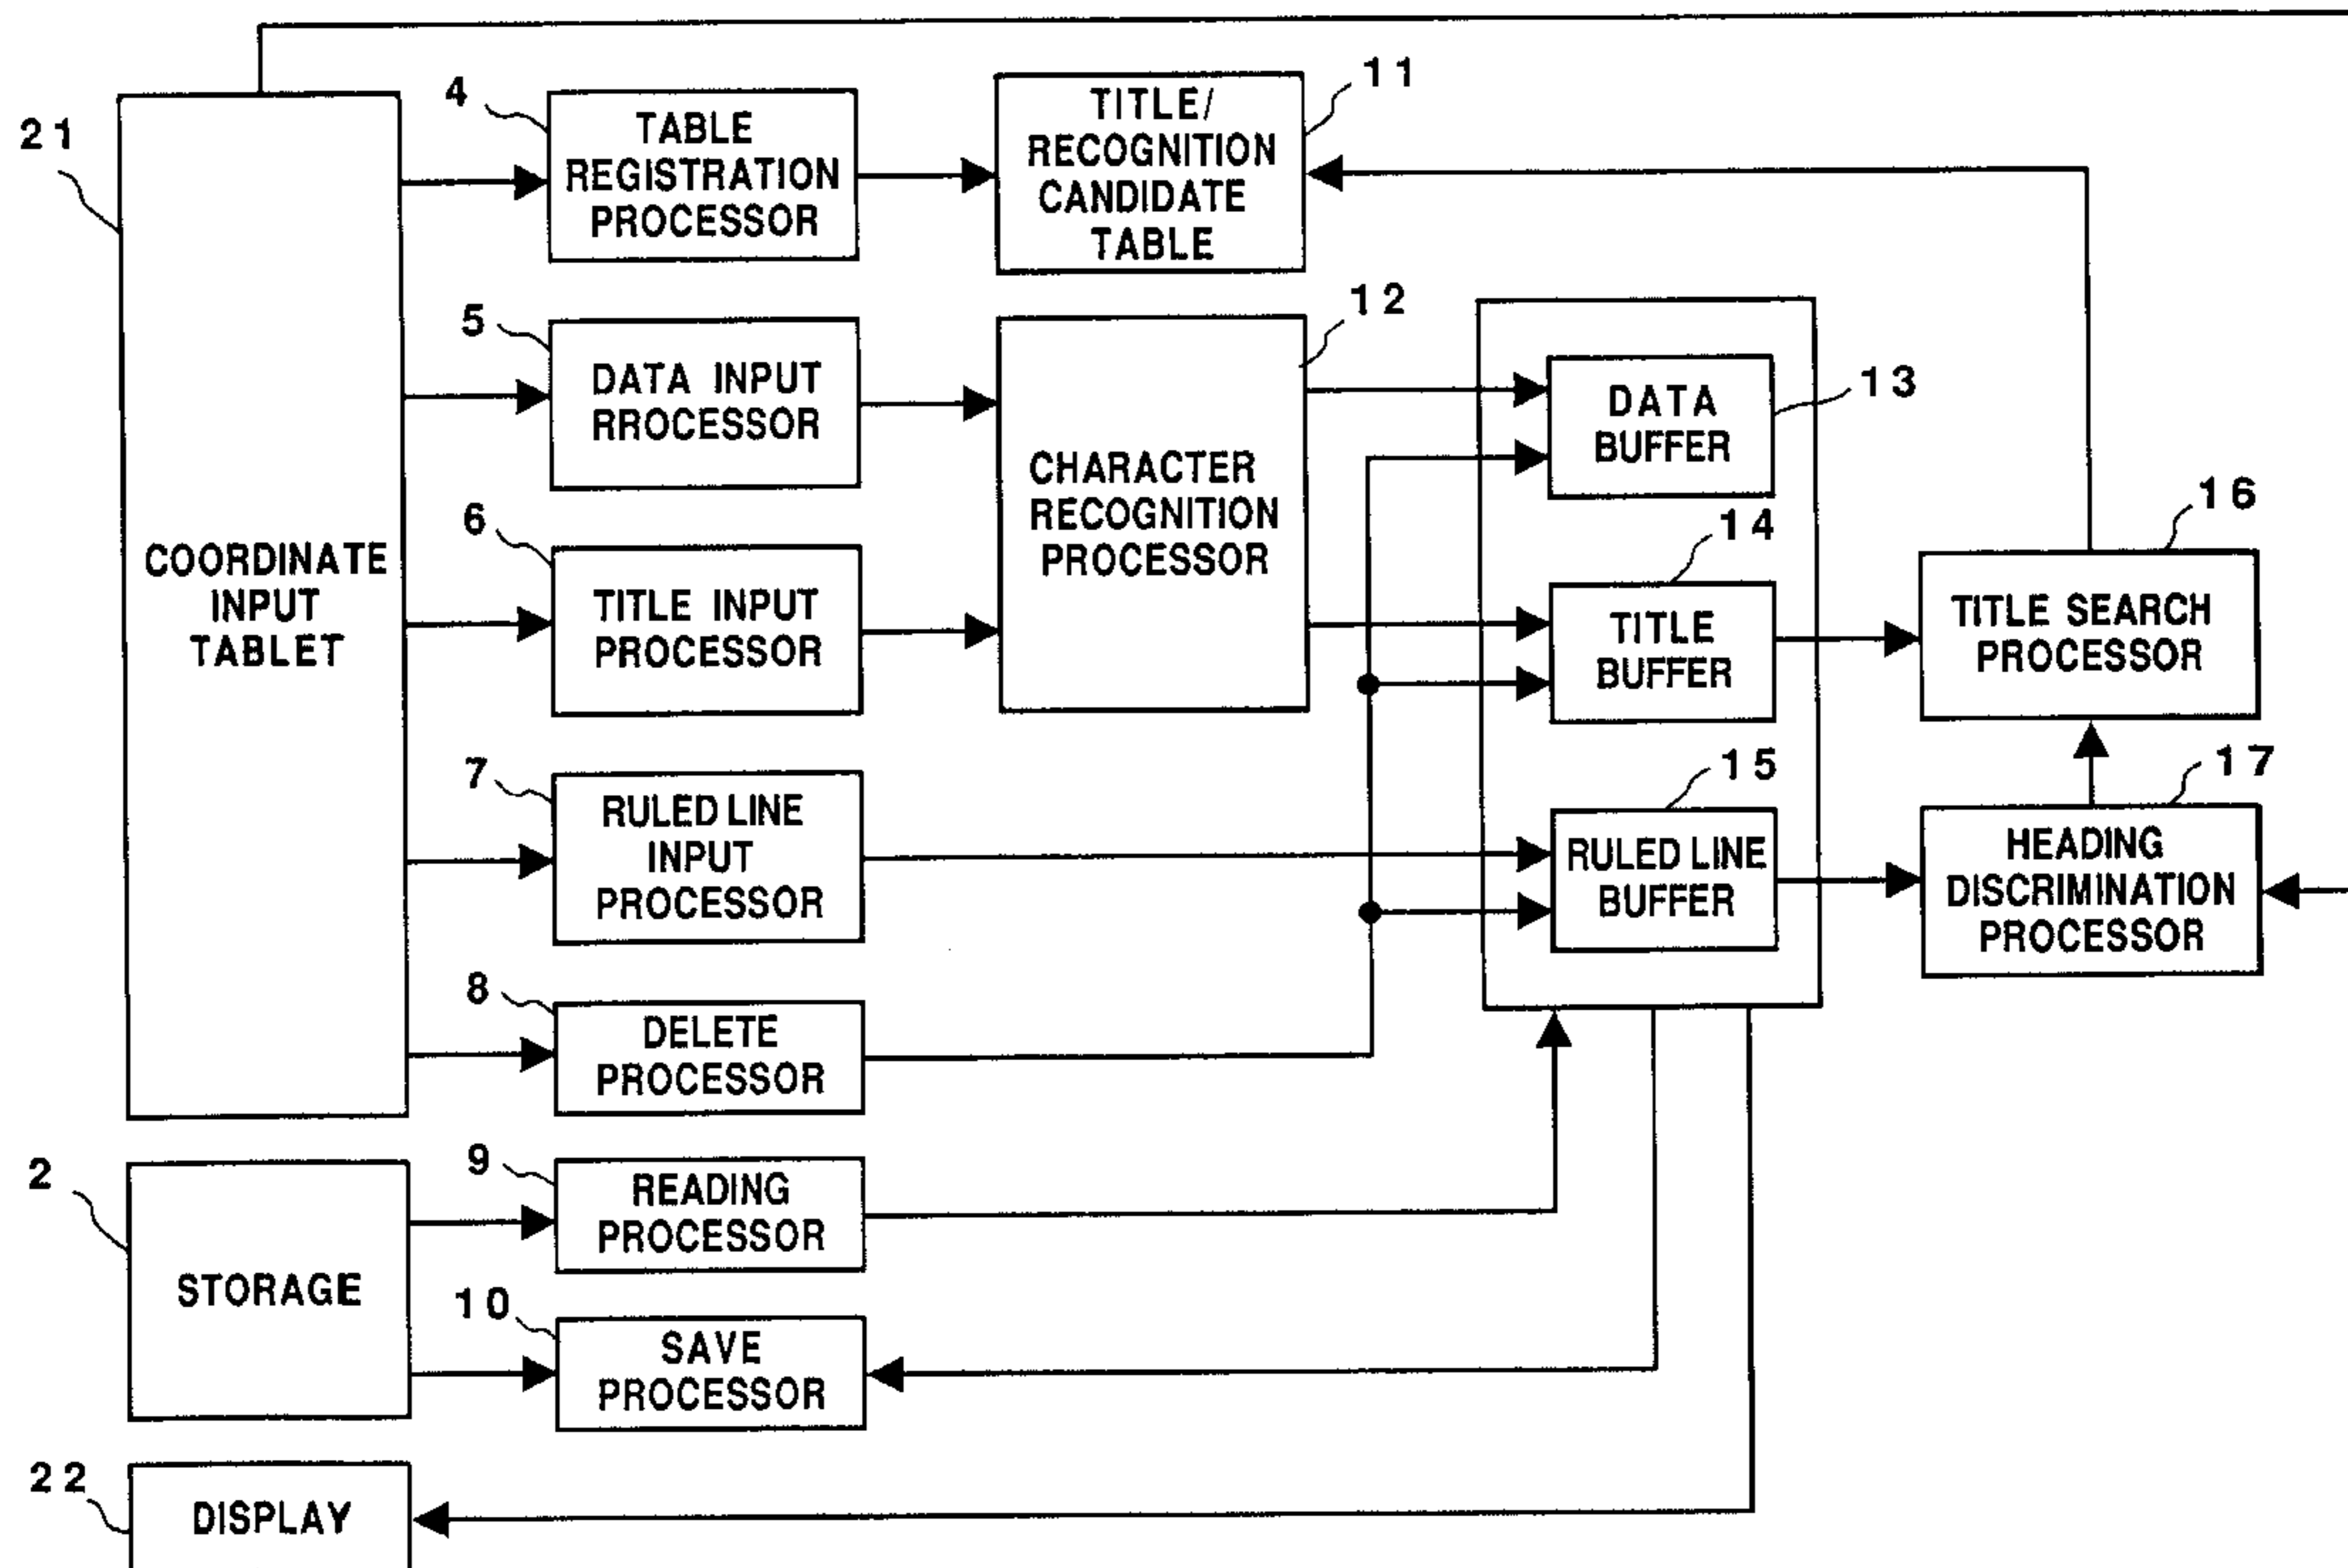 21
COORDINATE
INPUT
TABLET
4
TABLE
REGISTRATION
PROCESSOR
11
TITLE/
RECOGNITION
CANDIDATE
TABLE
5
DATA INPUT
RROCESSOR
12
CHARACTER
RECOGNITION
PROCESSOR
6
TITLE INPUT
PROCESSOR
13
DATA
BUFFER
14
TITLE
BUFFER
16
TITLE SEARCH
PROCESSOR
7
RULED LINE
INPUT
PROCESSOR
15
RULED LINE
BUFFER
17
HEADING
DISCRIMINATION
PROCESSOR
8
DELETE
PROCESSOR
2
STORAGE
9
READING
PROCESSOR
10
SAVE
PROCESSOR
22
DISPLAY